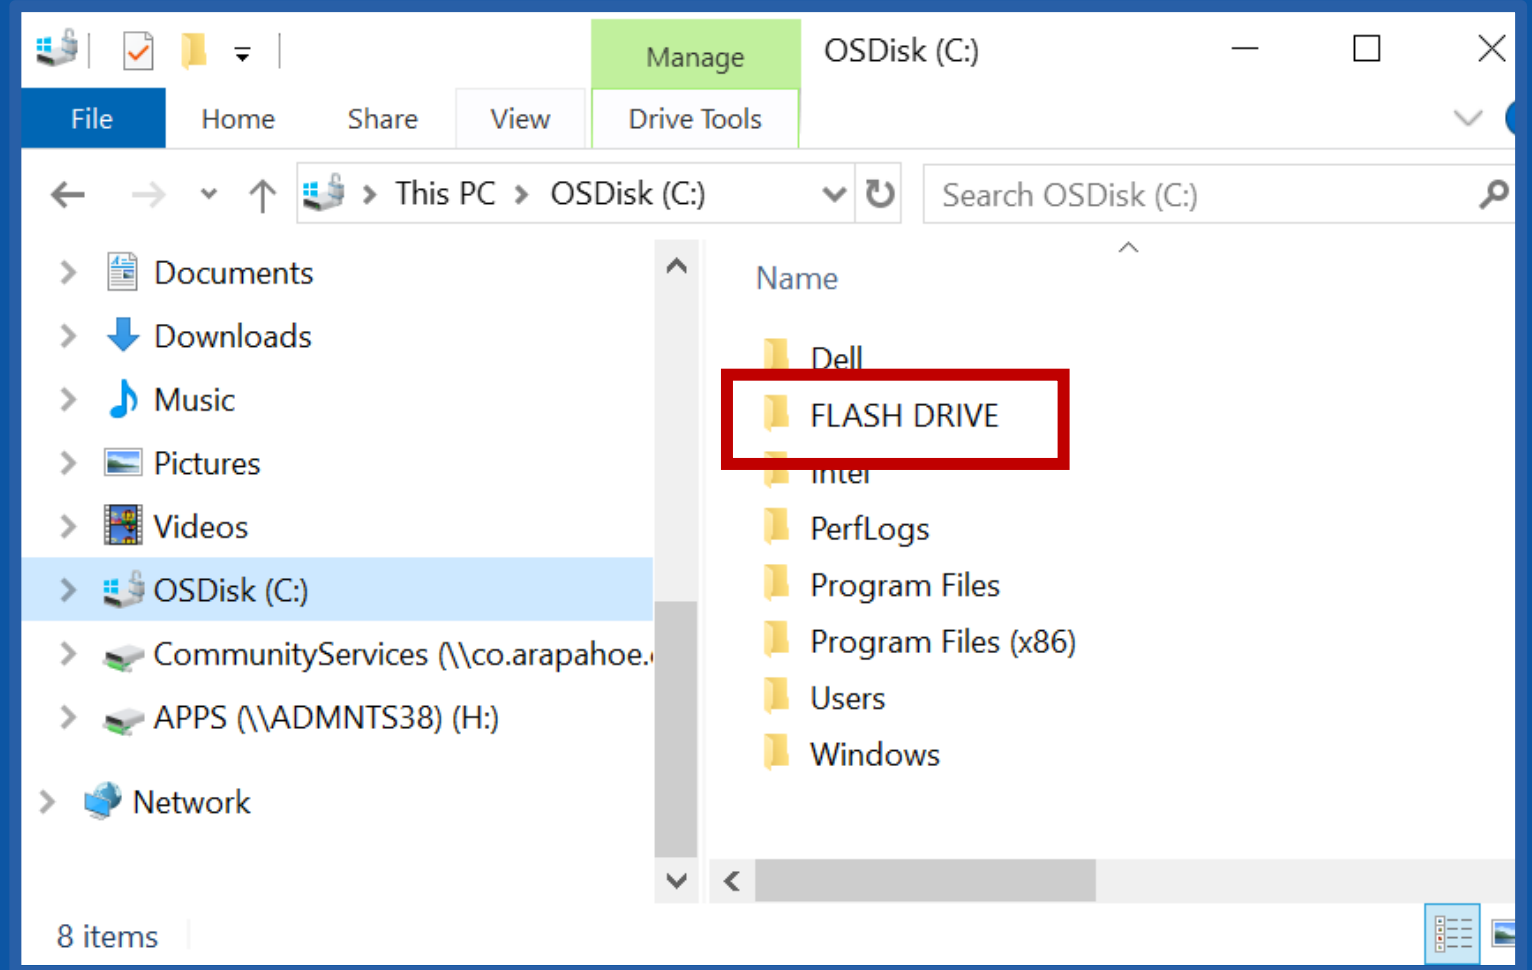 Manage
OSDisk (C:)
File
Home
Share
View
Drive Tools
This PC
OSDisk (C:)
Search OSDisk (C:)
Documents
Downloads
Music
Pictures
Videos
OSDisk (C:)
CommunityServices (\\co.arapahoe.
APPS (\\ADMNTS38) (H:)
Network
Name
Dell
FLASH DRIVE
Intel
PerfLogs
Program Files
Program Files (x86)
Users
Windows
8 items